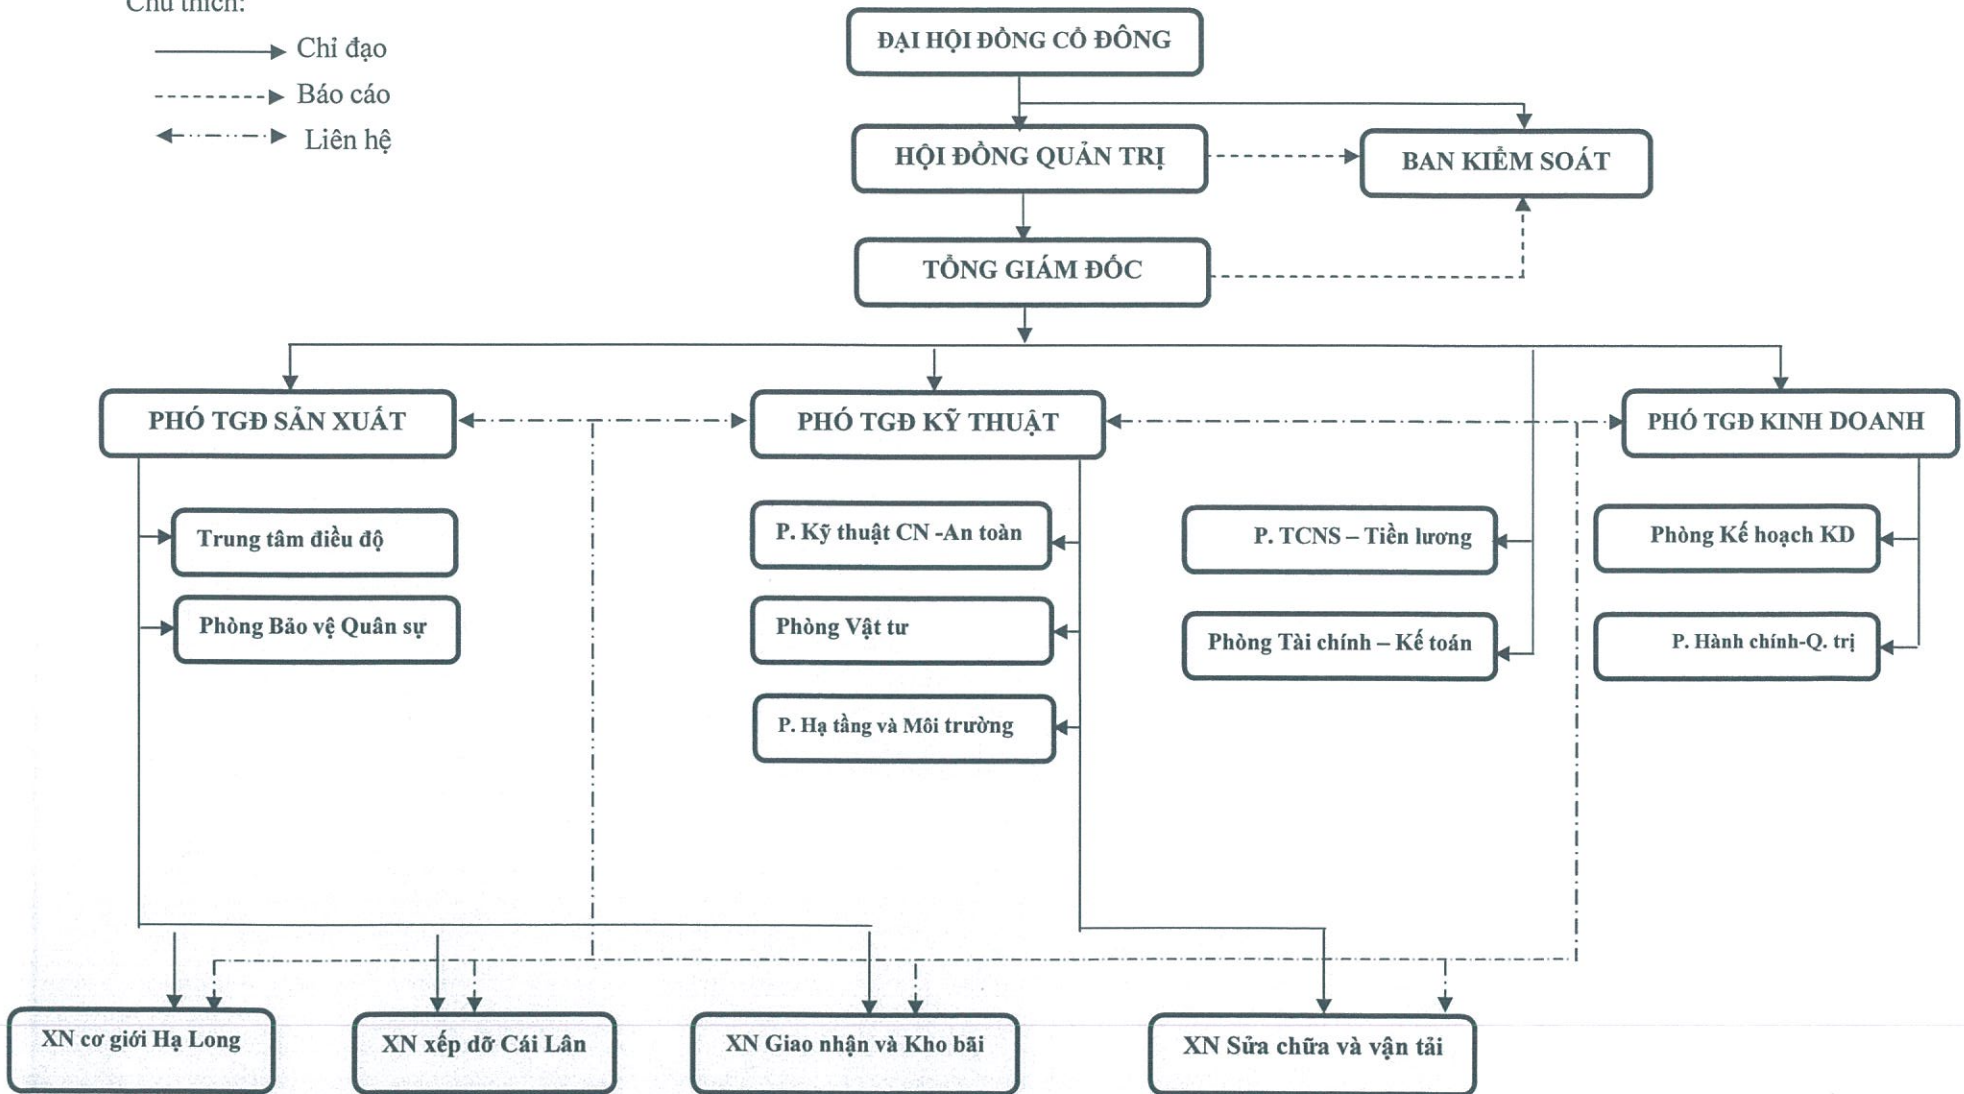 Chú thích:
Chỉ đạo
Báo cáo
Liên hệ
ĐẠI HỘI ĐỒNG CỔ ĐÔNG
HỘI ĐỒNG QUẢN TRỊ
BAN KIỂM SOÁT
TỔNG GIÁM ĐỐC
PHÓ TGĐ SẢN XUẤT
PHÓ TGĐ KỸ THUẬT
PHÓ TGĐ KINH DOANH
Trung tâm điều độ
P. Kỹ thuật CN -An toàn
P. TCNS – Tiền lương
Phòng Kế hoạch KD
Phòng Bảo vệ Quân sự
Phòng Vật tư
Phòng Tài chính – Kế toán
P. Hành chính-Q. trị
P. Hạ tầng và Môi trường
XN cơ giới Hạ Long
XN xếp dỡ Cái Lân
XN Giao nhận và Kho bãi
XN Sửa chữa và vận tải